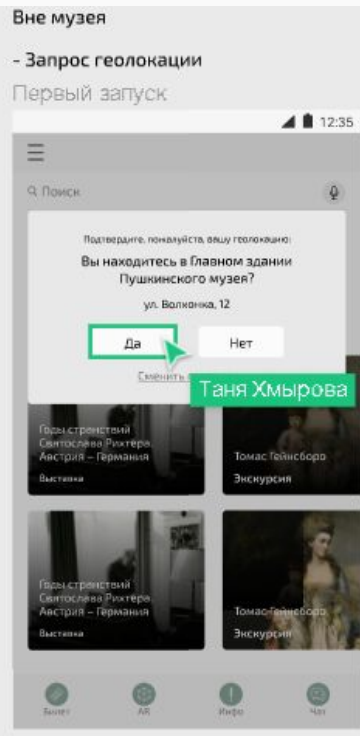 Вне музея
- Запрос геолокации
Первый запуск
12:35
Поиск
Подтвердите, пожалуйста, вашу геолокацию:
Вы находитесь в Главном здании
Пушкинского музея?
ул. Волхонка, 12
Да
Нет
Сменить
Таня Хмырова
Годы странствий
Святослава Рихтера.
Австрия – Германия
Выставка
Томас Гейнсборо
Экскурсия
Годы странствий
Святослава Рихтера.
Австрия – Германия
Выставка
Томас Гейнсборо
Экскурсия
Билет
AR
Инфо
Чат